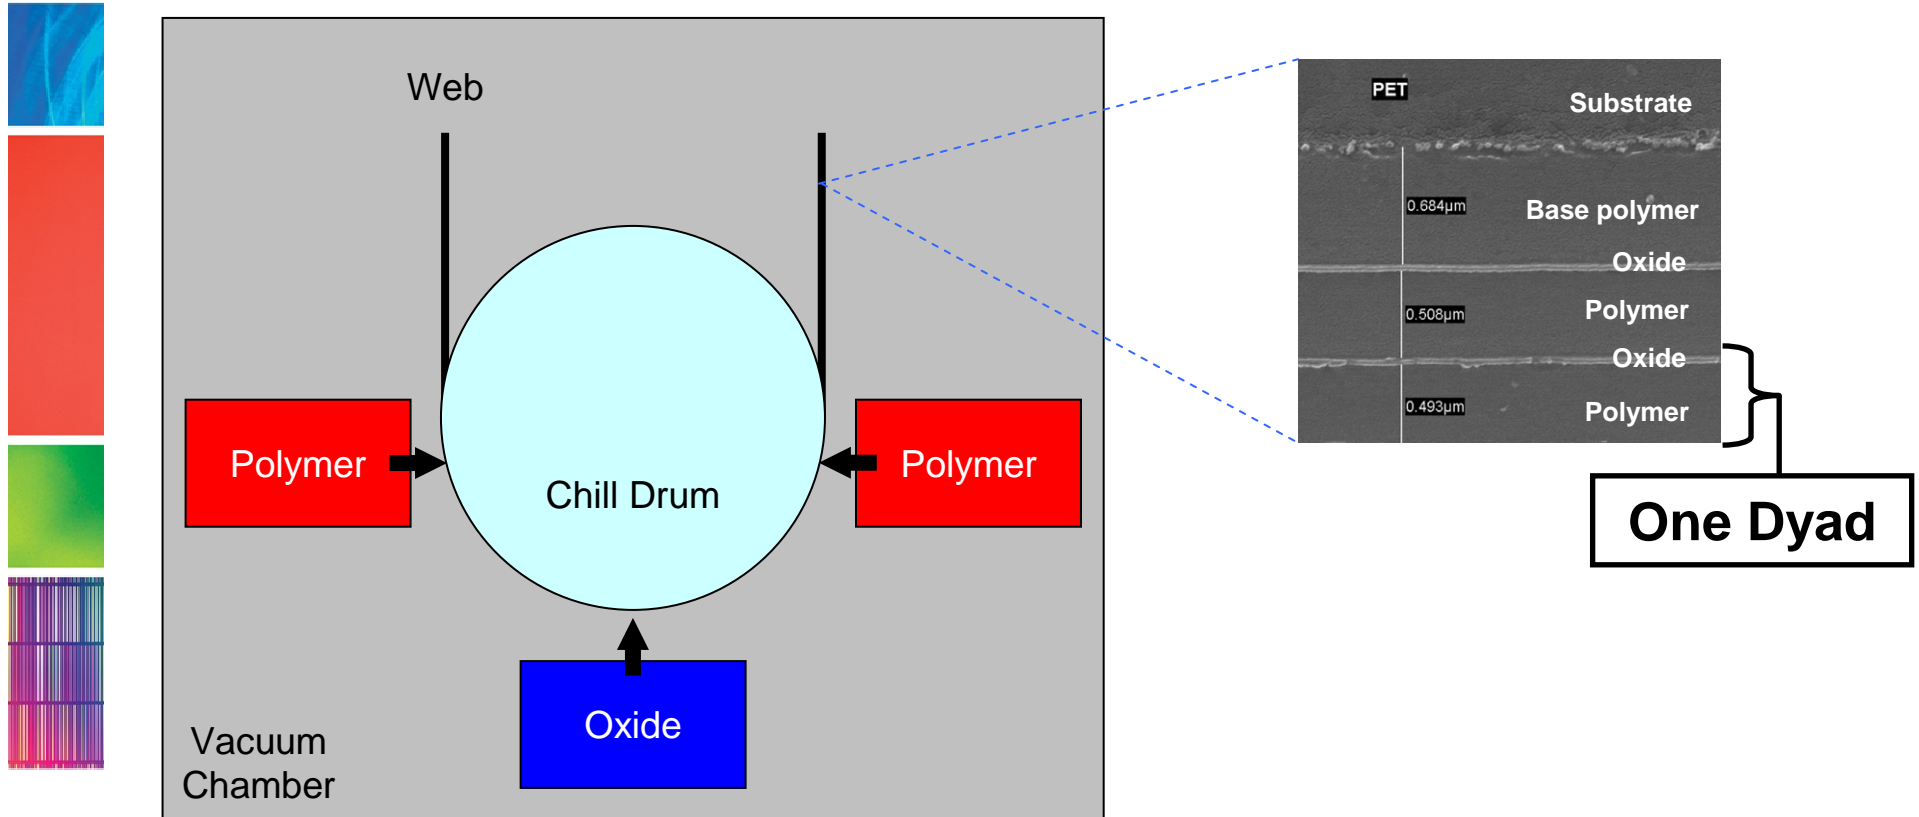 Web
Polymer
Polymer
Chill Drum
Oxide
Vacuum
Chamber
PET
Substrate
0.684µm
Base polymer
Oxide
0.508µm
Polymer
Oxide
0.493µm
Polymer
One Dyad